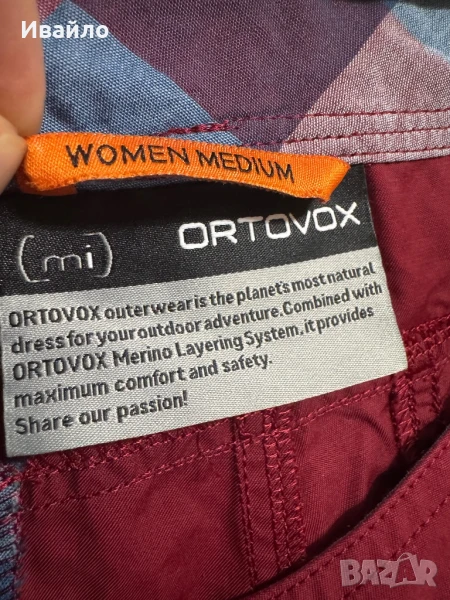 Ивайло
WOMEN MEDIUM
(mi) ORTOVOX
ORTOVOX outerwear is the planet's most natural
dress for your outdoor adventure. Combined with
ORTOVOX Merino Layering System, it provides
maximum comfort and safety.
Share our passion!
BAZAR